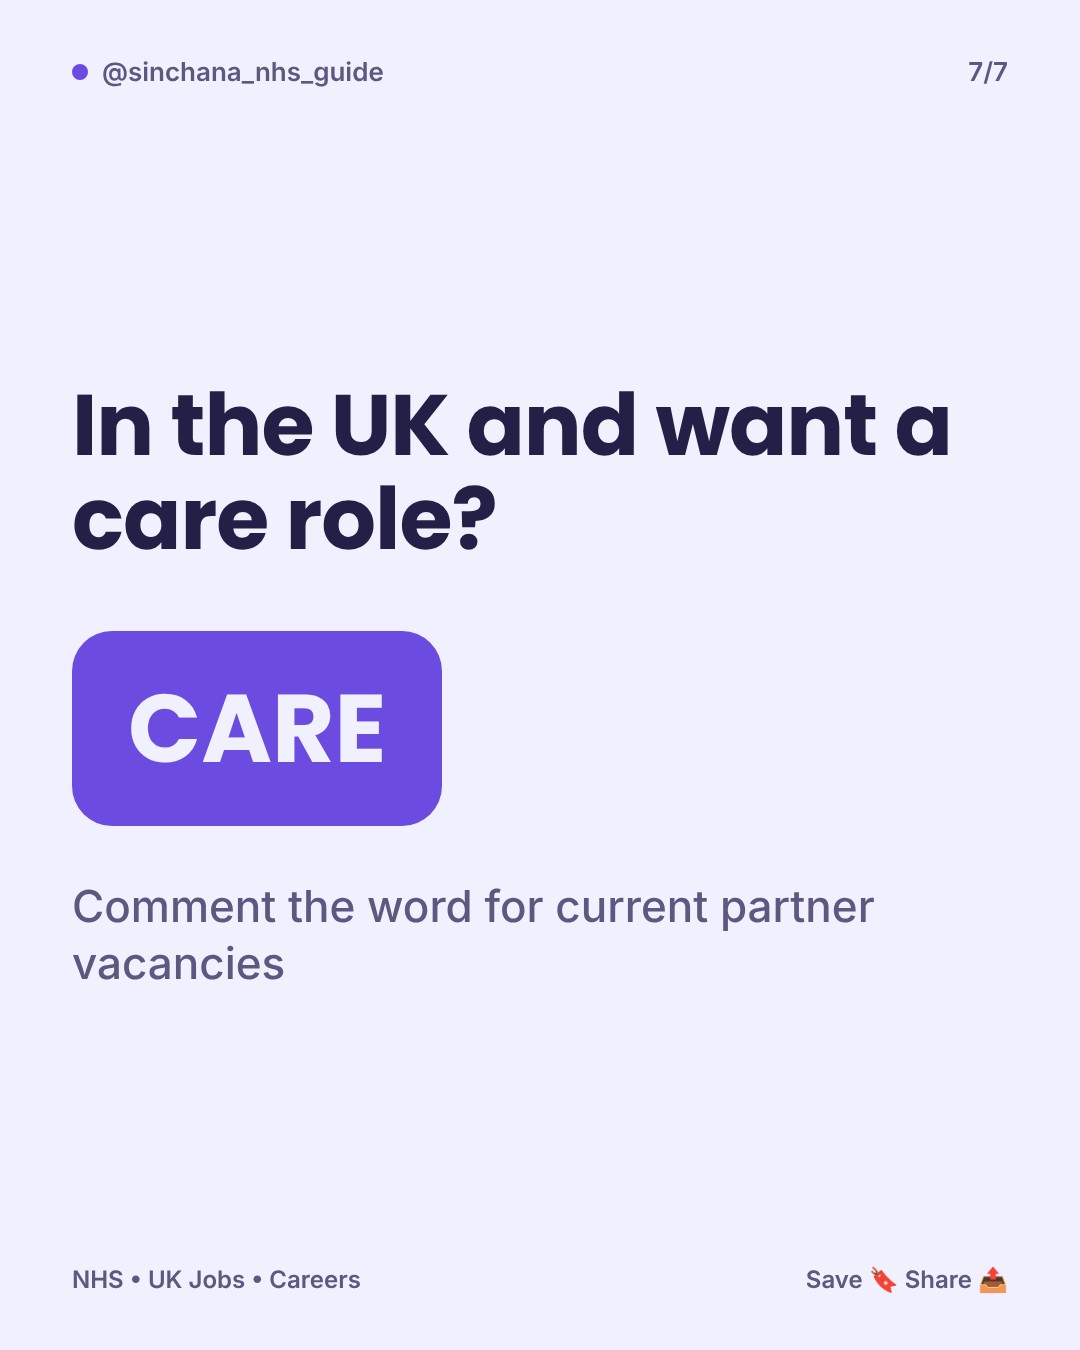 @sinchana_nhs_guide
7/7
In the UK and want a
care role?
CARE
Comment the word for current partner
vacancies
NHS • UK Jobs • Careers
Save 🔖 Share 📤